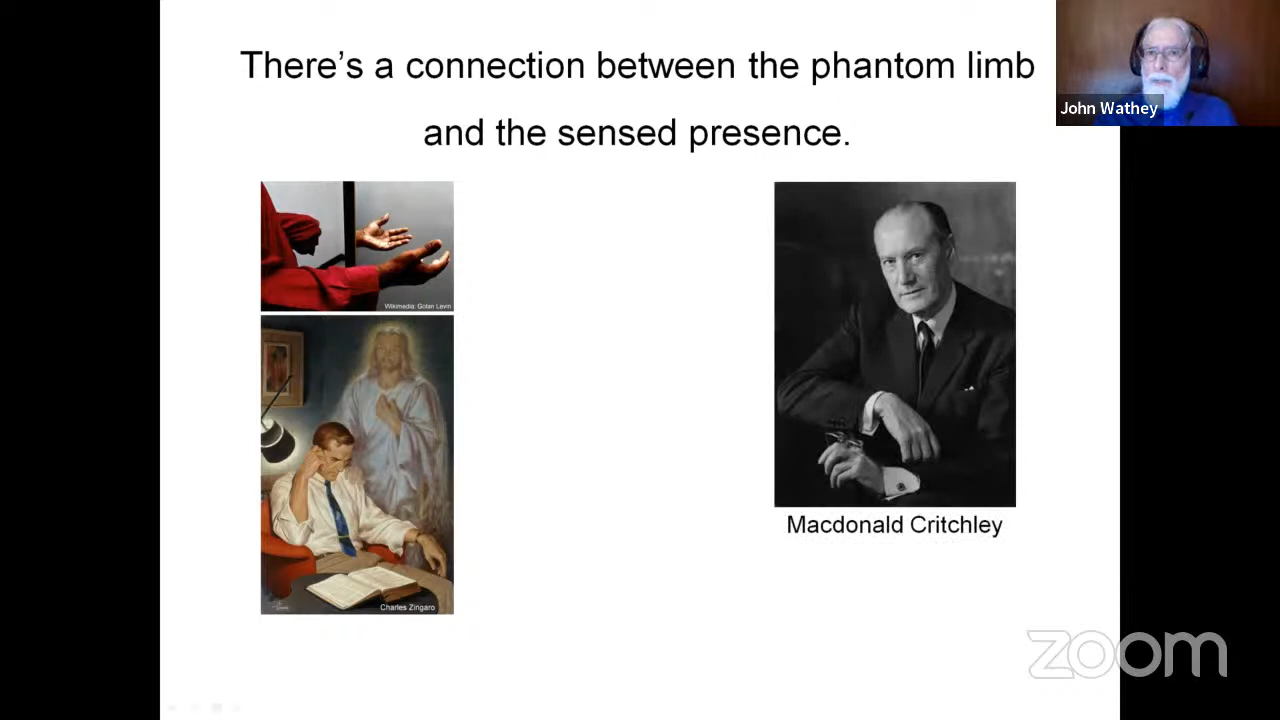 There's a connection between the phantom limb
and the sensed presence.
John Wathey
Wikimedia: Golan Levin
Charles Zingaro
Macdonald Critchley
zoom